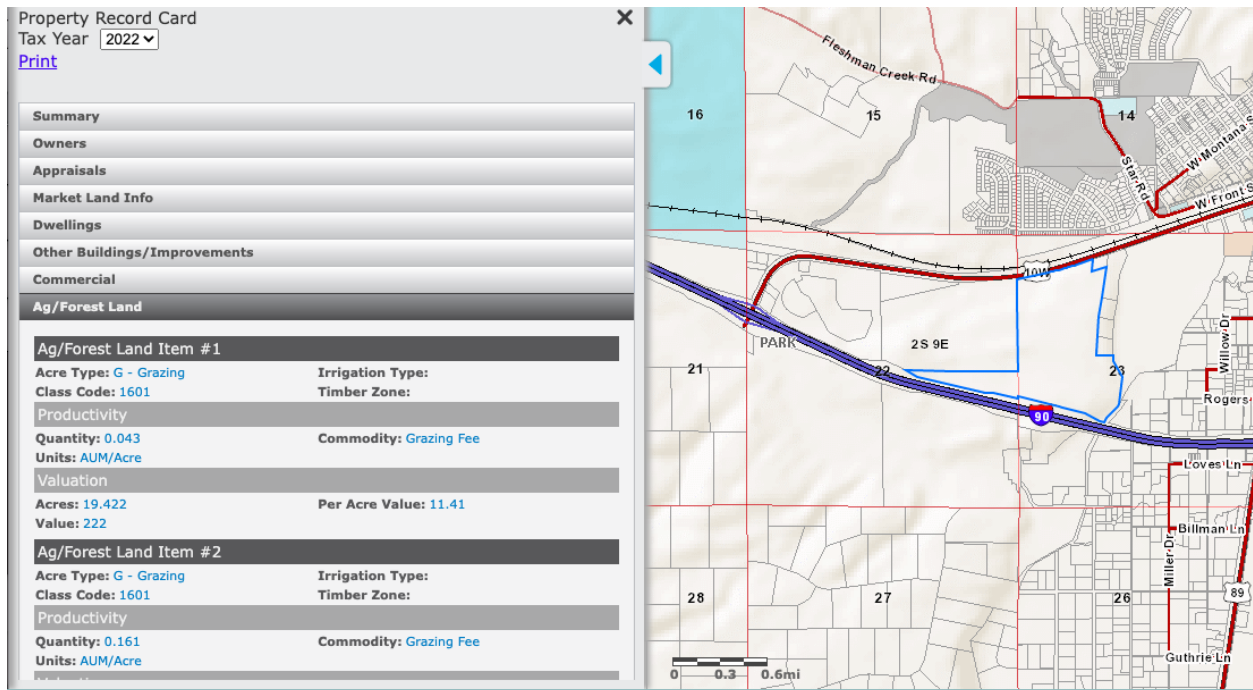 Property Record Card
Tax Year 2022
Print
Summary
Owners
Appraisals
Market Land Info
Dwellings
Other Buildings/Improvements
Commercial
Ag/Forest Land
Ag/Forest Land Item #1
Acre Type: G - Grazing Irrigation Type:
Class Code: 1601 Timber Zone:
Productivity
Quantity: 0.043 Commodity: Grazing Fee
Units: AUM/Acre
Valuation
Acres: 19.422 Per Acre Value: 11.41
Value: 222
Ag/Forest Land Item #2
Acre Type: G - Grazing Irrigation Type:
Class Code: 1601 Timber Zone:
Productivity
Quantity: 0.161 Commodity: Grazing Fee
Units: AUM/Acre
Fleshman Creek Rd
16
15
14
W Montana S
Star Rd
W Front S
10W
PARK
2S 9E
21
22
23
Willow Dr
Rogers
90
Loves Ln
Billman Ln
Miller Dr
28
27
26
89
Guthrie Ln
0 0.3 0.6mi